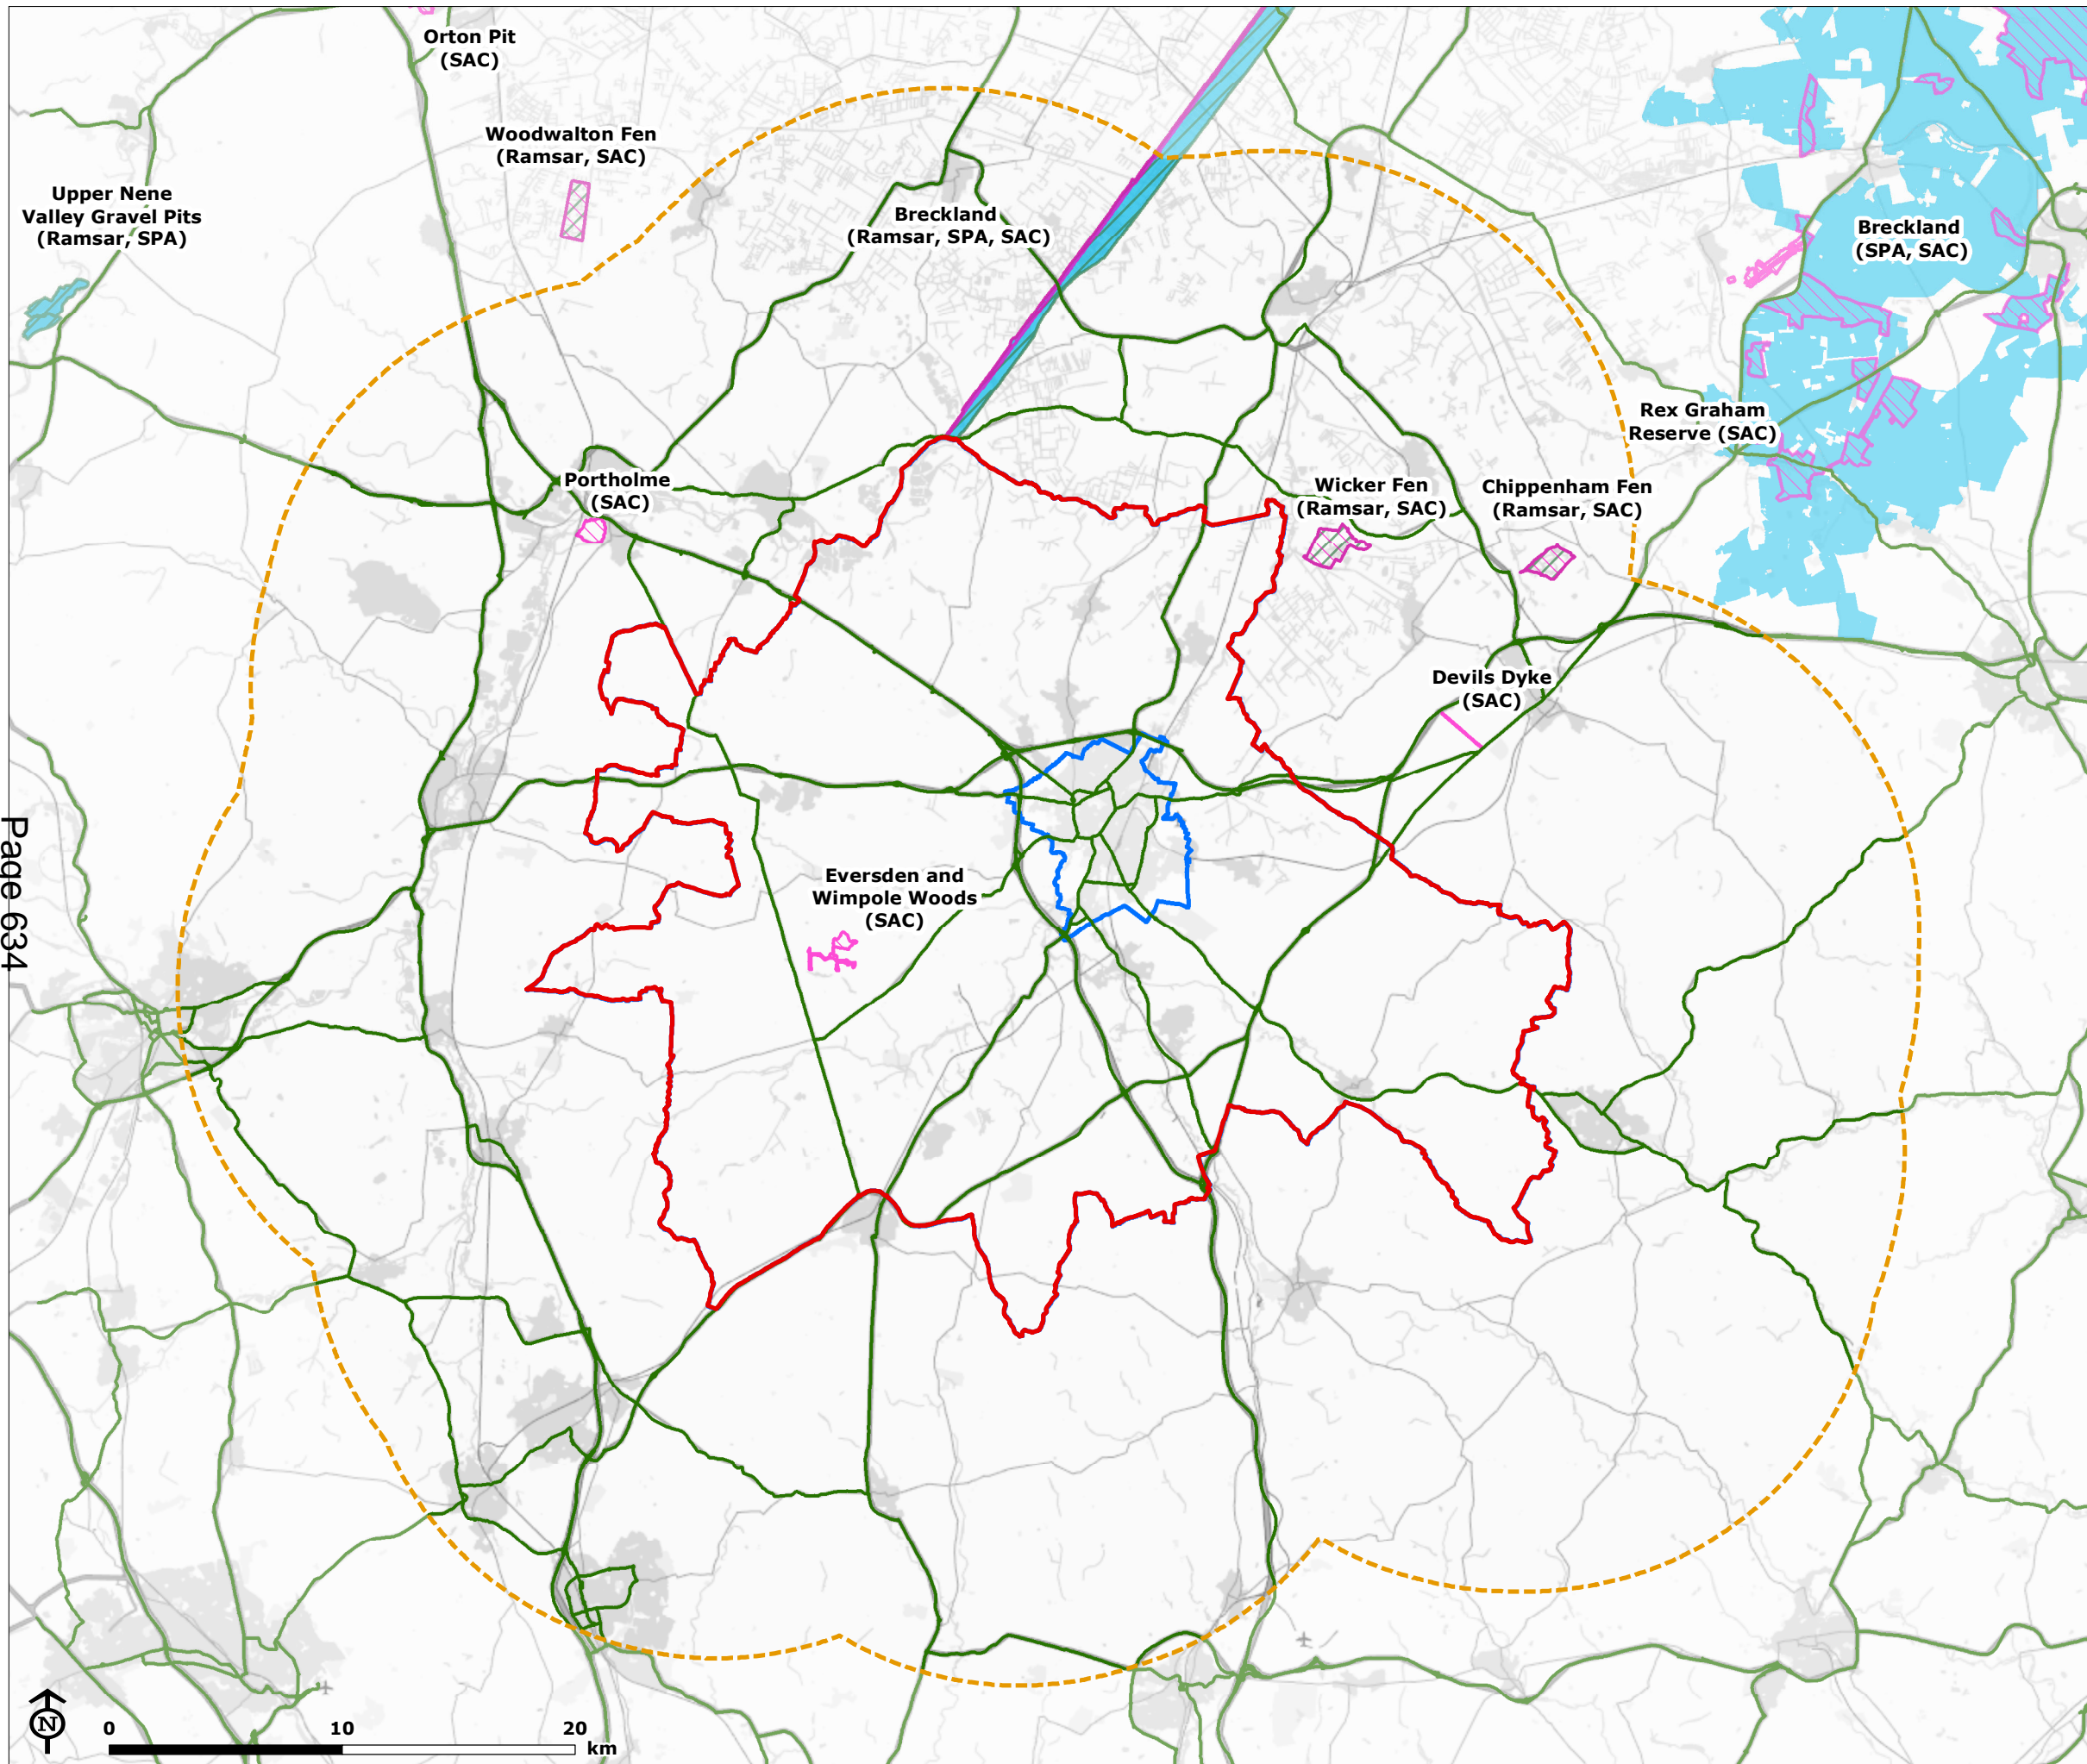 Orton Pit
(SAC)
Woodwalton Fen
(Ramsar, SAC)
Upper Nene
Valley Gravel Pits
(Ramsar, SPA)
Breckland
(Ramsar, SPA, SAC)
Breckland
(SPA, SAC)
Rex Graham
Reserve (SAC)
Portholme
(SAC)
Wicker Fen
(Ramsar, SAC)
Chippenham Fen
(Ramsar, SAC)
Devils Dyke
(SAC)
Eversden and
Wimpole Woods
(SAC)
Page 634
N
0 10 20
km